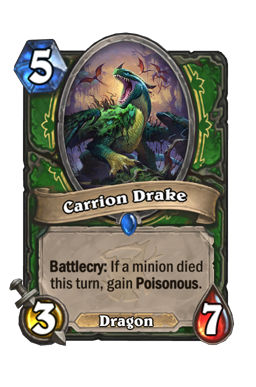 5
Carrion Drake
Battlecry: If a minion died
this turn, gain Poisonous.
3
Dragon
7